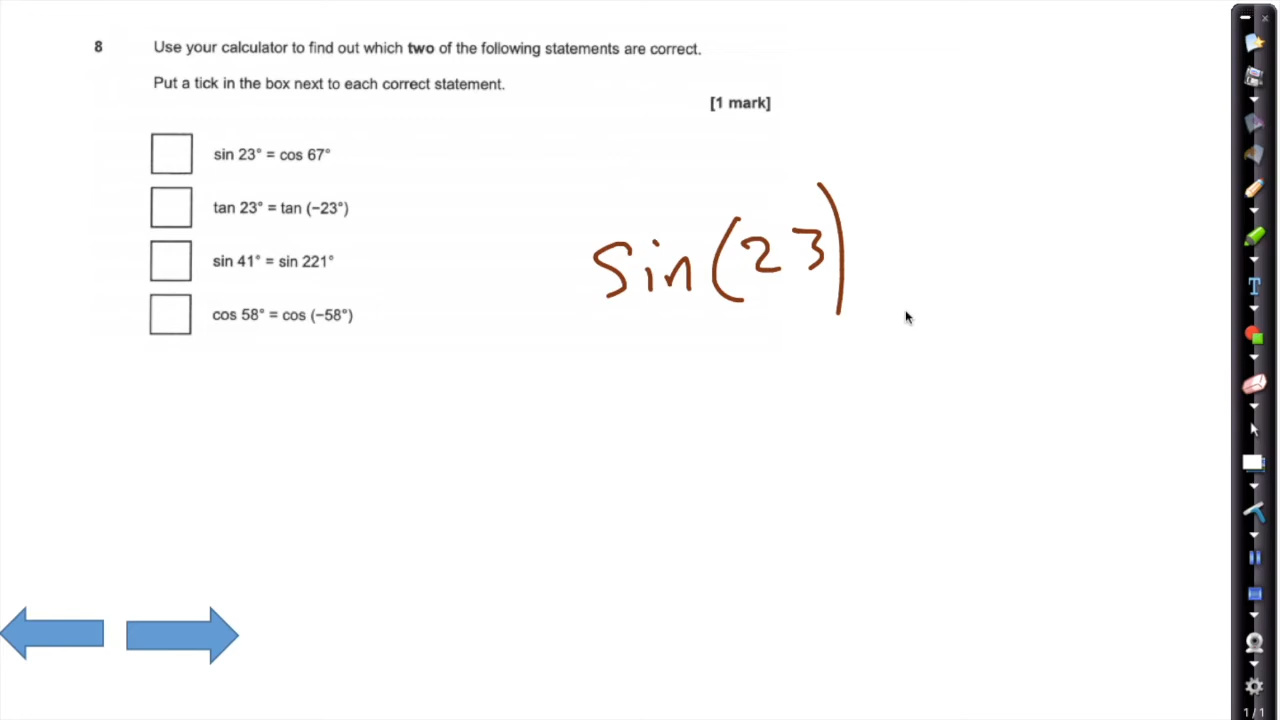 8 Use your calculator to find out which two of the following statements are correct.
Put a tick in the box next to each correct statement.
[1 mark]
sin 23° = cos 67°
tan 23° = tan (−23°)
sin 41° = sin 221°
cos 58° = cos (−58°)
sin(23)
T
1/1